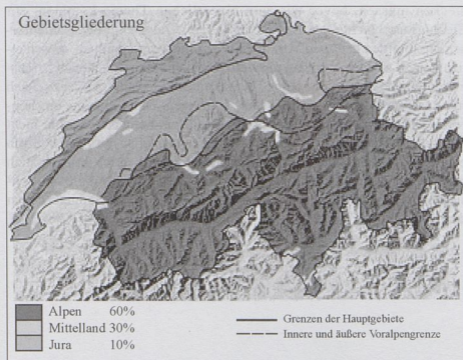 Gebietsgliederung
Alpen 60%
Mittelland 30%
Jura 10%
Grenzen der Hauptgebiete
Innere und äußere Voralpengrenze